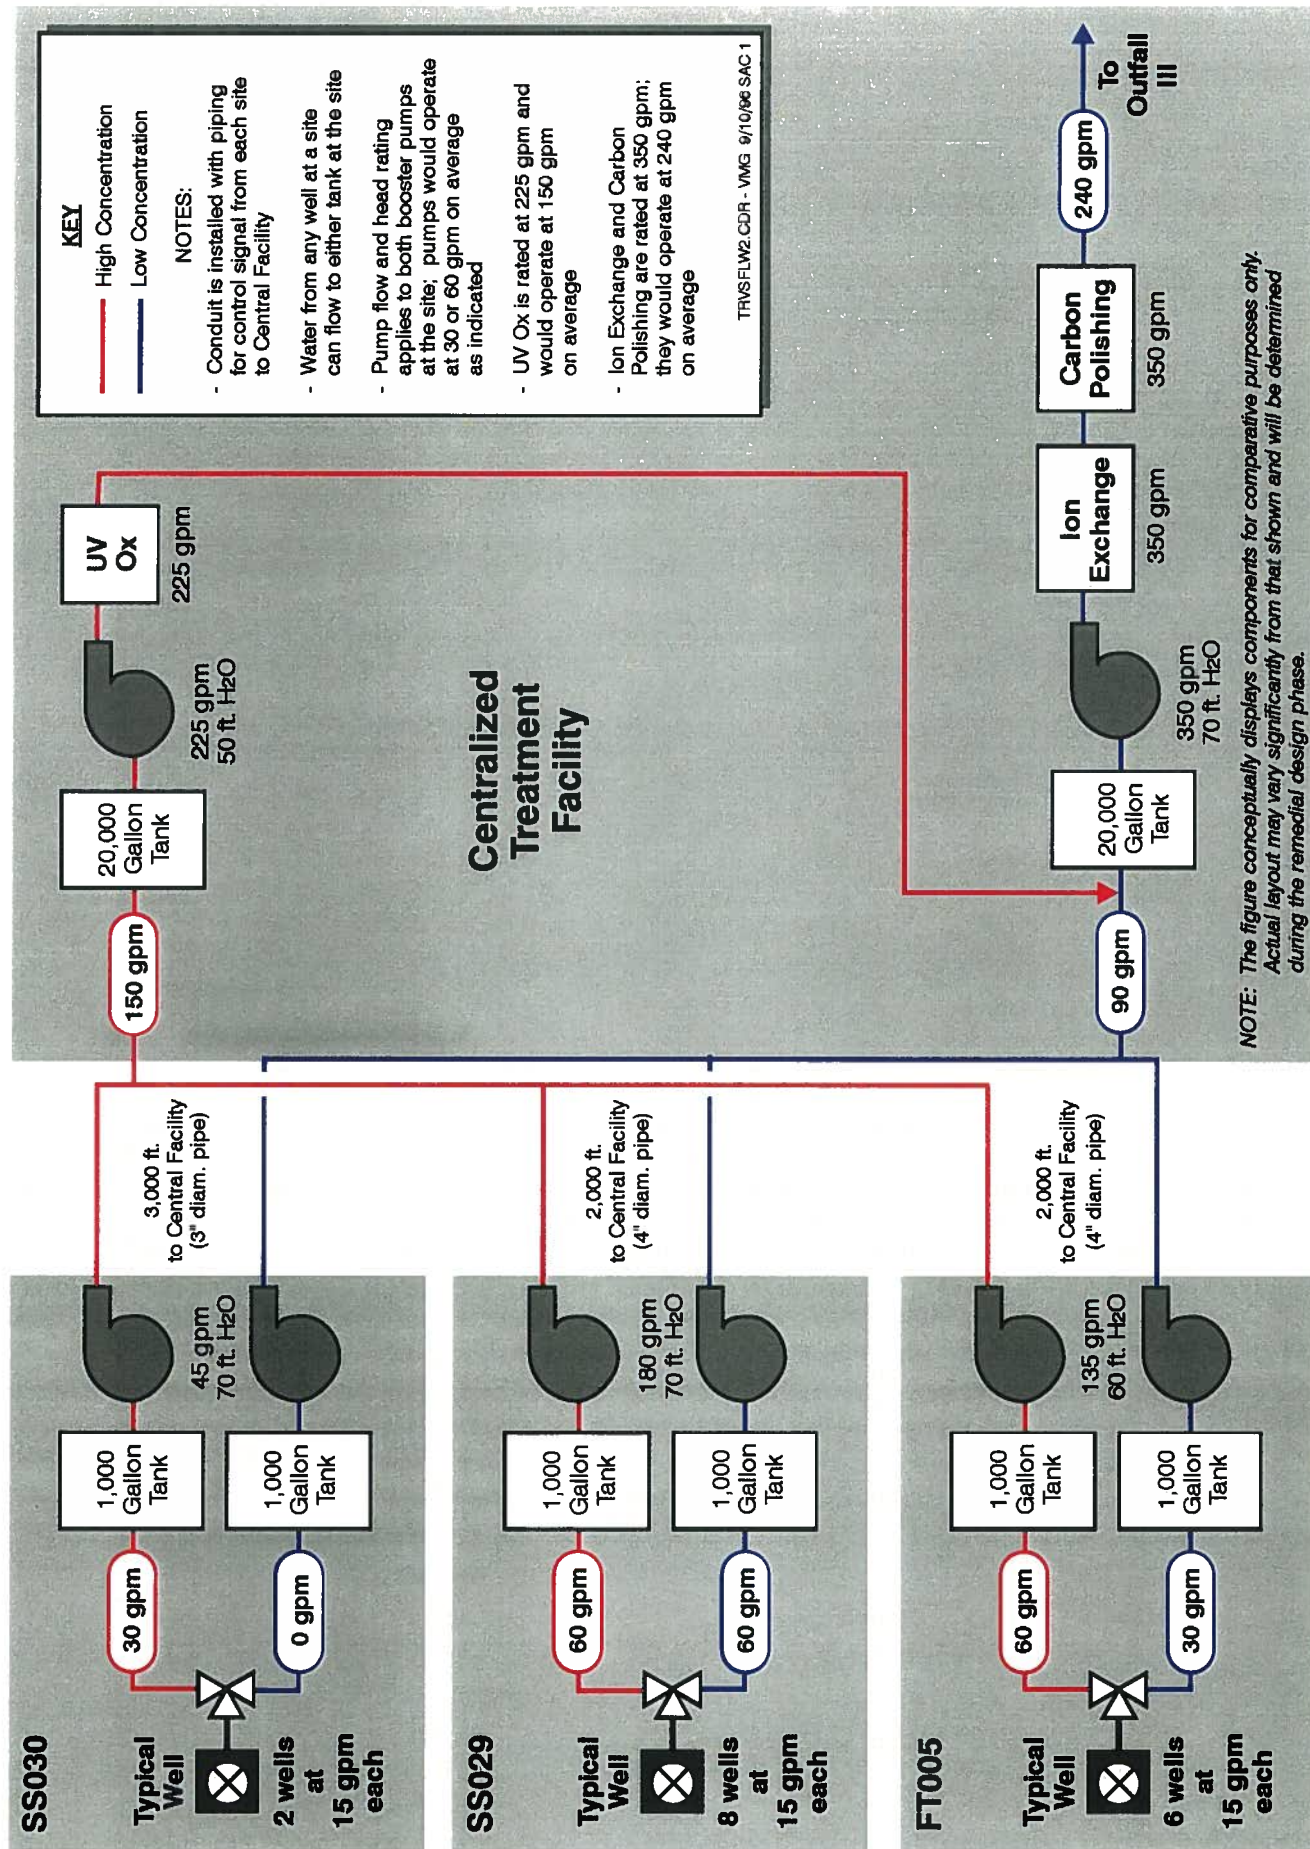 SS030
Typical
Well
2 wells
at
15 gpm
each
30 gpm
0 gpm
1,000
Gallon
Tank
1,000
Gallon
Tank
45 gpm
70 ft. H2O
3,000 ft.
to Central Facility
(3" diam. pipe)
SS029
Typical
Well
8 wells
at
15 gpm
each
60 gpm
60 gpm
1,000
Gallon
Tank
1,000
Gallon
Tank
180 gpm
70 ft. H2O
2,000 ft.
to Central Facility
(4" diam. pipe)
FT005
Typical
Well
6 wells
at
15 gpm
each
60 gpm
30 gpm
1,000
Gallon
Tank
1,000
Gallon
Tank
135 gpm
60 ft. H2O
2,000 ft.
to Central Facility
(4" diam. pipe)
150 gpm
20,000
Gallon
Tank
225 gpm
50 ft. H2O
UV
Ox
225 gpm
Centralized
Treatment
Facility
90 gpm
20,000
Gallon
Tank
350 gpm
70 ft. H2O
Ion
Exchange
350 gpm
Carbon
Polishing
350 gpm
240 gpm
To
Outfall
III
KEY
High Concentration
Low Concentration
NOTES:
- Conduit is installed with piping
for control signal from each site
to Central Facility
- Water from any well at a site
can flow to either tank at the site
- Pump flow and head rating
applies to both booster pumps
at the site; pumps would operate
at 30 or 60 gpm on average
as indicated
- UV Ox is rated at 225 gpm and
would operate at 150 gpm
on average
- Ion Exchange and Carbon
Polishing are rated at 350 gpm;
they would operate at 240 gpm
on average
TRVSFLW2.CDR - VMG 9/10/96 SAC 1
NOTE: The figure conceptually displays components for comparative purposes only.
Actual layout may vary significantly from that shown and will be determined
during the remedial design phase.